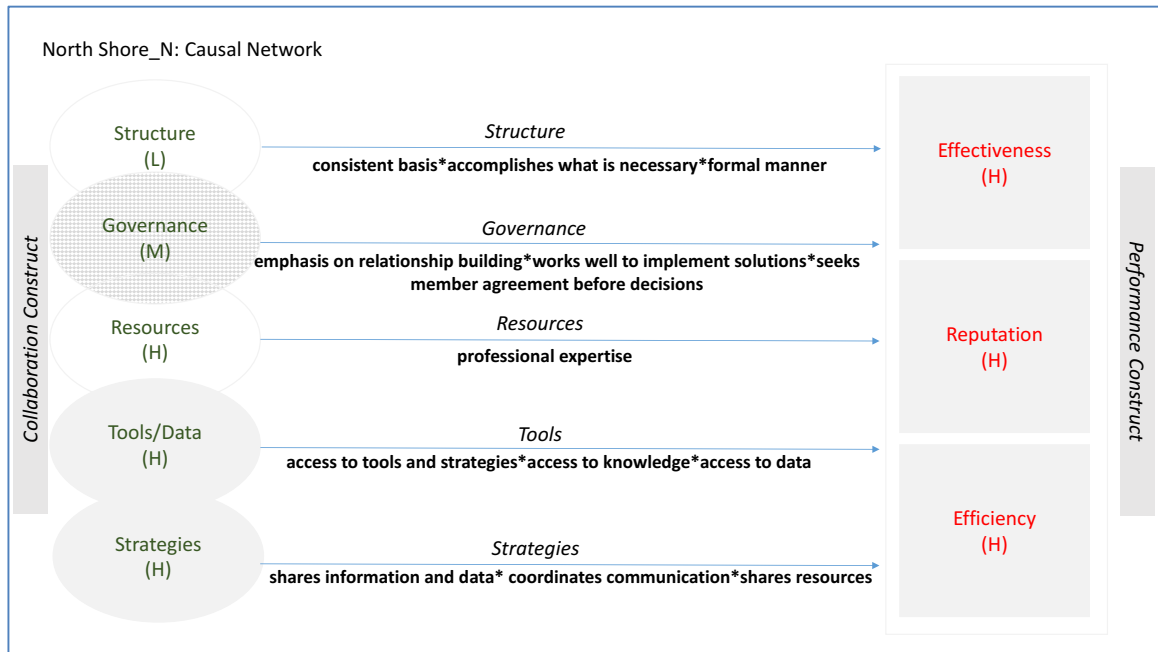 North Shore_N: Causal Network
Collaboration Construct
Structure
(L)
Structure
consistent basis*accomplishes what is necessary*formal manner
Governance
(M)
Governance
emphasis on relationship building*works well to implement solutions*seeks
member agreement before decisions
Resources
(H)
Resources
professional expertise
Tools/Data
(H)
Tools
access to tools and strategies*access to knowledge*access to data
Strategies
(H)
Strategies
shares information and data* coordinates communication*shares resources
Effectiveness
(H)
Reputation
(H)
Efficiency
(H)
Performance Construct